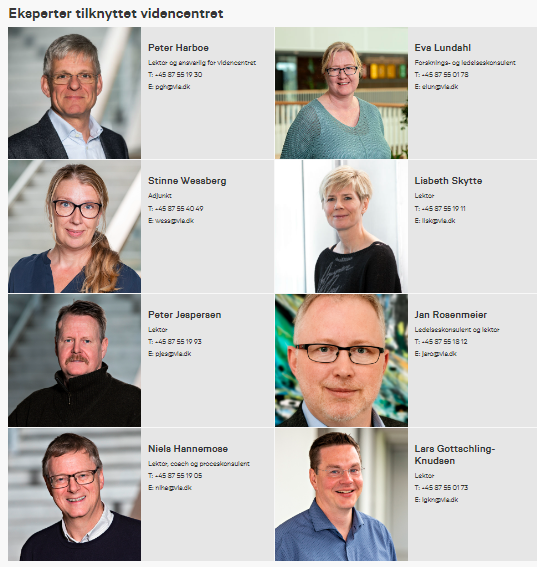 Eksperter tilknyttet videncentret
Peter Harboe
Lektor og ansvarlig for videncentret
T: +45 87 55 19 30
E: pgh@via.dk
Eva Lundahl
Forsknings- og ledelseskonsulent
T: +45 87 55 01 78
E: elun@via.dk
Stinne Wessberg
Adjunkt
T: +45 87 55 40 49
E: wess@via.dk
Lisbeth Skytte
Lektor
T: +45 87 55 19 11
E: lisk@via.dk
Peter Jespersen
Lektor
T: +45 87 55 19 93
E: pjes@via.dk
Jan Rosenmeier
Ledelseskonsulent og lektor
T: +45 87 55 18 12
E: jaro@via.dk
Niels Hannemose
Lektor, coach og proceskonsulent
T: +45 87 55 19 05
E: niha@via.dk
Lars Gottschling-
Knudsen
Lektor
T: +45 87 55 01 73
E: lgkn@via.dk